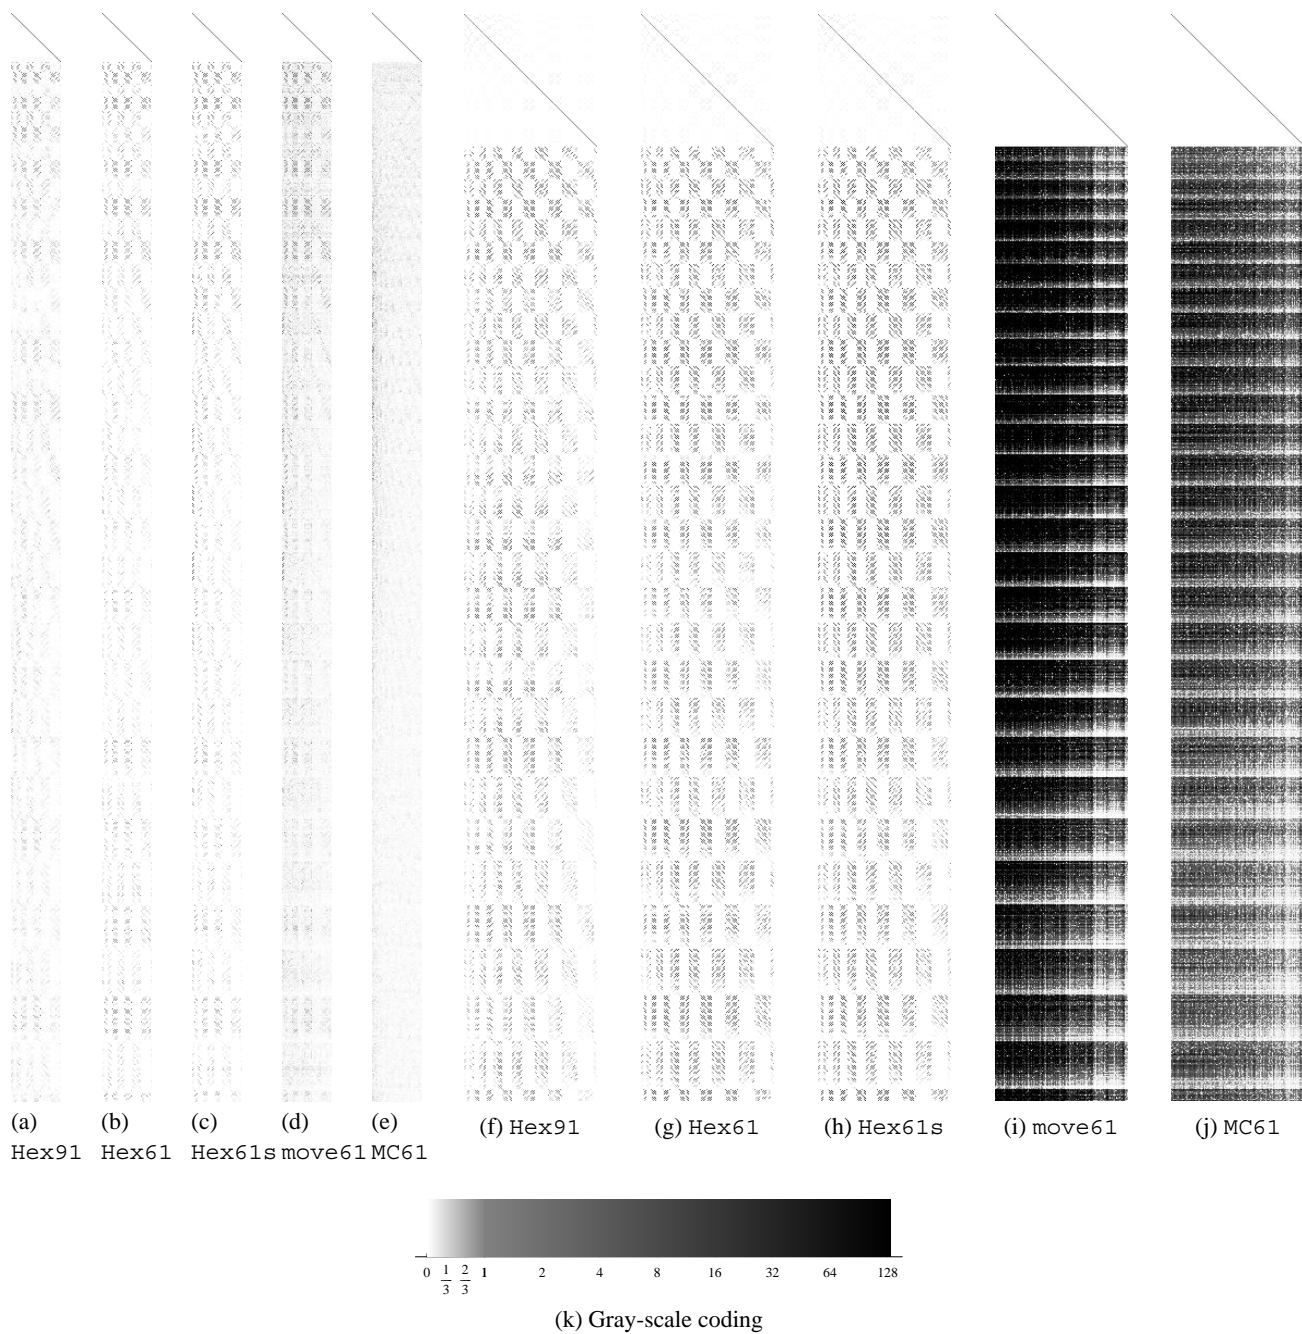 (a) (b) (c) (d) (e)
Hex91 Hex61 Hex61s move61 MC61
(f) Hex91 (g) Hex61 (h) Hex61s (i) move61 (j) MC61
0 1/3 2/3 1 2 4 8 16 32 64 128
(k) Gray-scale coding